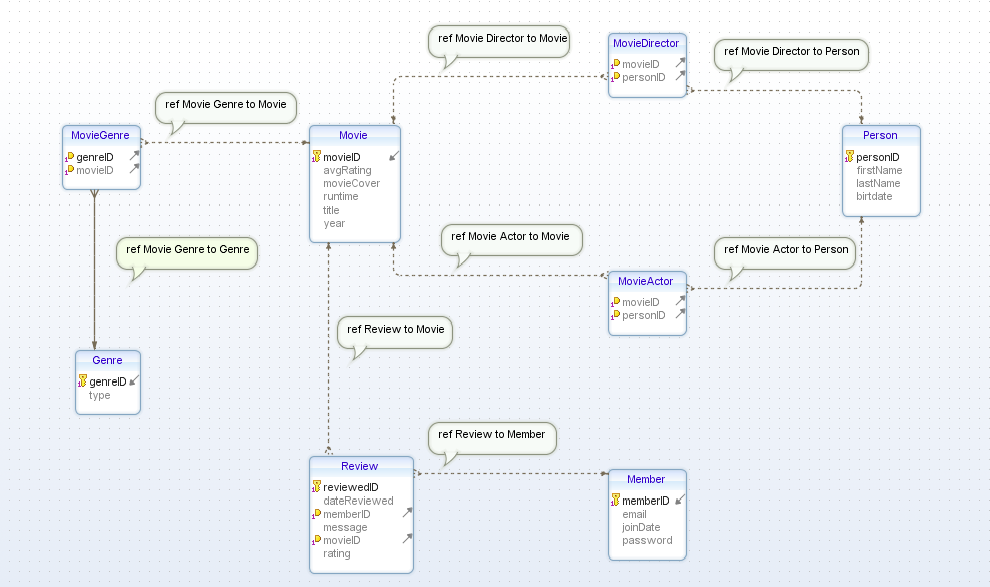 ref Movie Director to Movie
MovieDirector
movieID
personID
ref Movie Director to Person
ref Movie Genre to Movie
MovieGenre
genreID
movieID
Movie
movieID
avgRating
movieCover
runtime
title
year
Person
personID
firstName
lastName
birtdate
ref Movie Genre to Genre
ref Movie Actor to Movie
ref Movie Actor to Person
MovieActor
movieID
personID
ref Review to Movie
Genre
genreID
type
ref Review to Member
Review
reviewedID
dateReviewed
memberID
message
movieID
rating
Member
memberID
email
joinDate
password